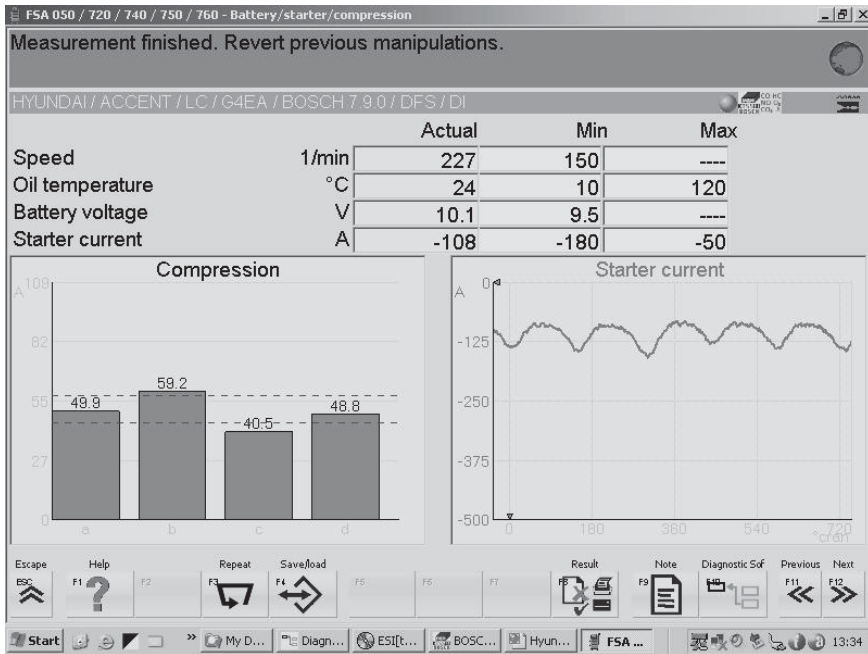 FSA 050 / 720 / 740 / 750 / 760 - Battery/starter/compression
Measurement finished. Revert previous manipulations.
HYUNDAI / ACCENT / LC / G4EA / BOSCH 7.9.0 / DFS / DI
CO HC
Actual Min Max
Speed 1/min 227 150 ----
Oil temperature °C 24 10 120
Battery voltage V 10.1 9.5 ----
Starter current A -108 -180 -50
Compression
A 109
82
55
27
0
49.9 59.2 40.5 48.8
a b c d
Starter current
A 0
-125
-250
-375
-500
0 180 360 540 720
Escape Help Repeat Save/load Result Note Diagnostic Sof Previous Next
ESC F1 F2 F3 F4 F5 F6 F7 F8 F9 F10 F11 F12
Start » My D... Diagn... ESI[t... BOSC... Hyun... FSA ... 13:34